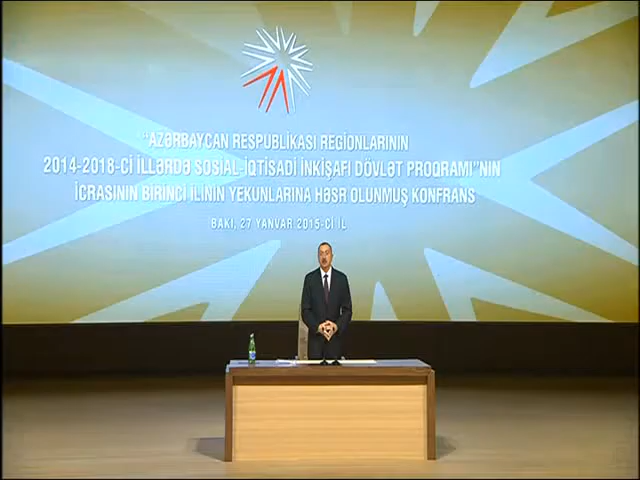 "AZƏRBAYCAN RESPUBLİKASI REGİONLARININ
2014-2018-Cİ İLLƏRDƏ SOSİAL-İQTİSADİ İNKİŞAFI DÖVLƏT PROQRAMI"NIN
İCRASININ BİRİNCİ İLİNİN YEKUNLARINA HƏSR OLUNMUŞ KONFRANS
BAKI, 27 YANVAR 2015-Cİ İL